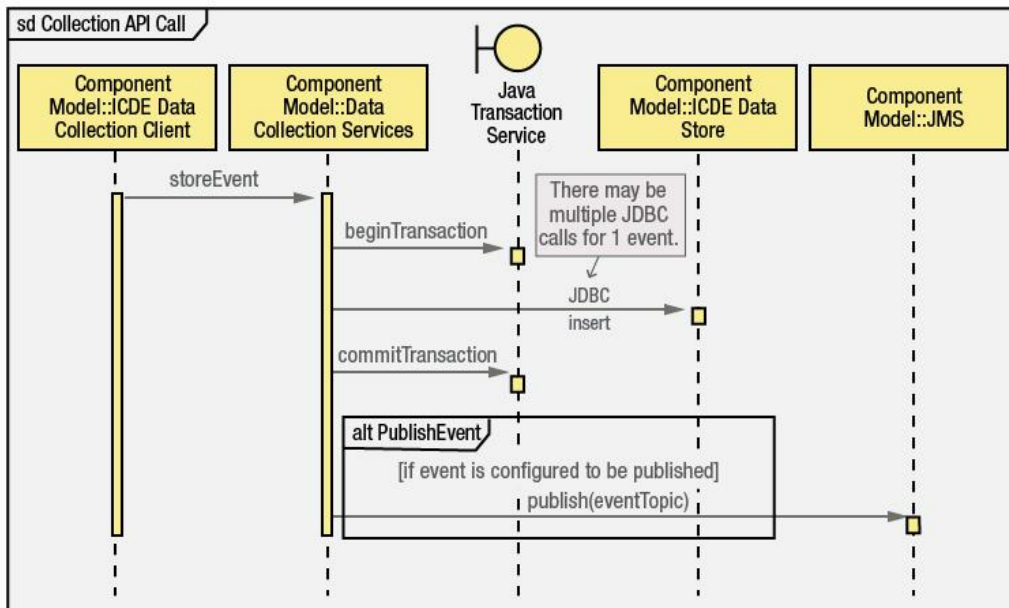 sd Collection API Call
Component
Model::ICDE Data
Collection Client
Component
Model::Data
Collection Services
Java
Transaction
Service
Component
Model::ICDE Data
Store
Component
Model::JMS
storeEvent
There may be
multiple JDBC
calls for 1 event.
beginTransaction
JDBC
insert
commitTransaction
alt PublishEvent
[if event is configured to be published]
publish(eventTopic)